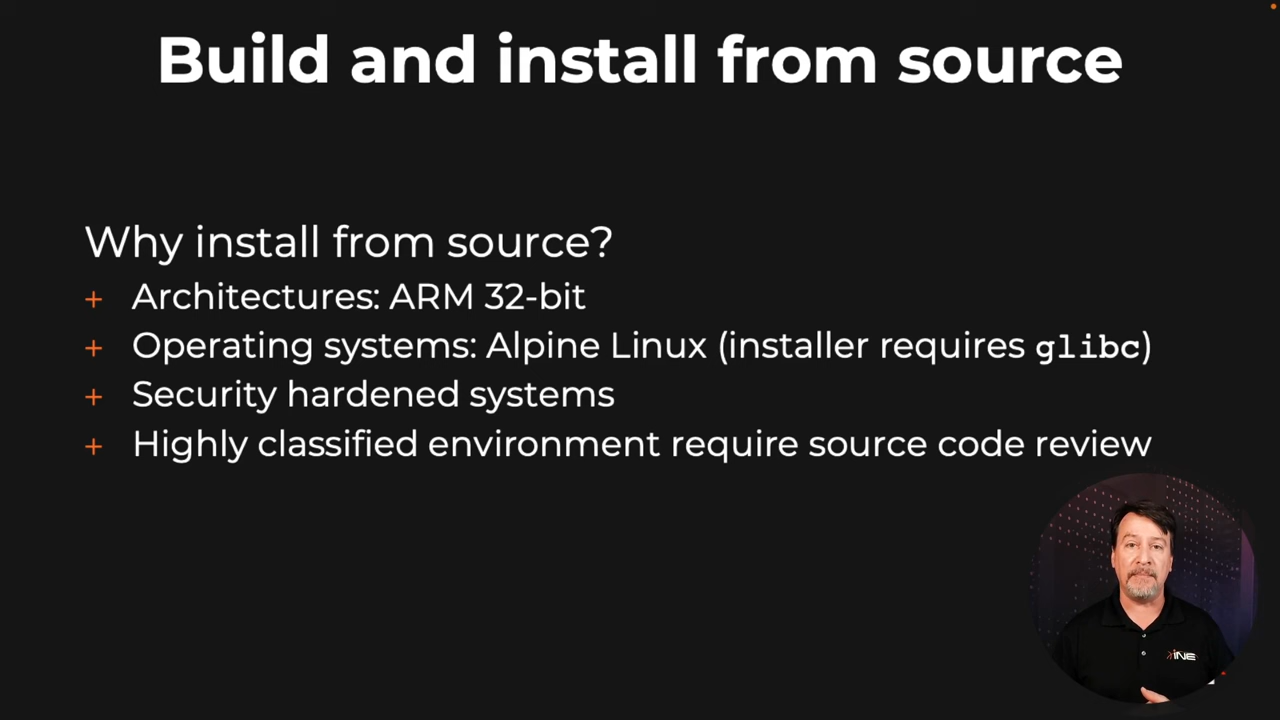 Build and install from source
Why install from source?
+ Architectures: ARM 32-bit
+ Operating systems: Alpine Linux (installer requires glibc)
+ Security hardened systems
+ Highly classified environment require source code review
INE